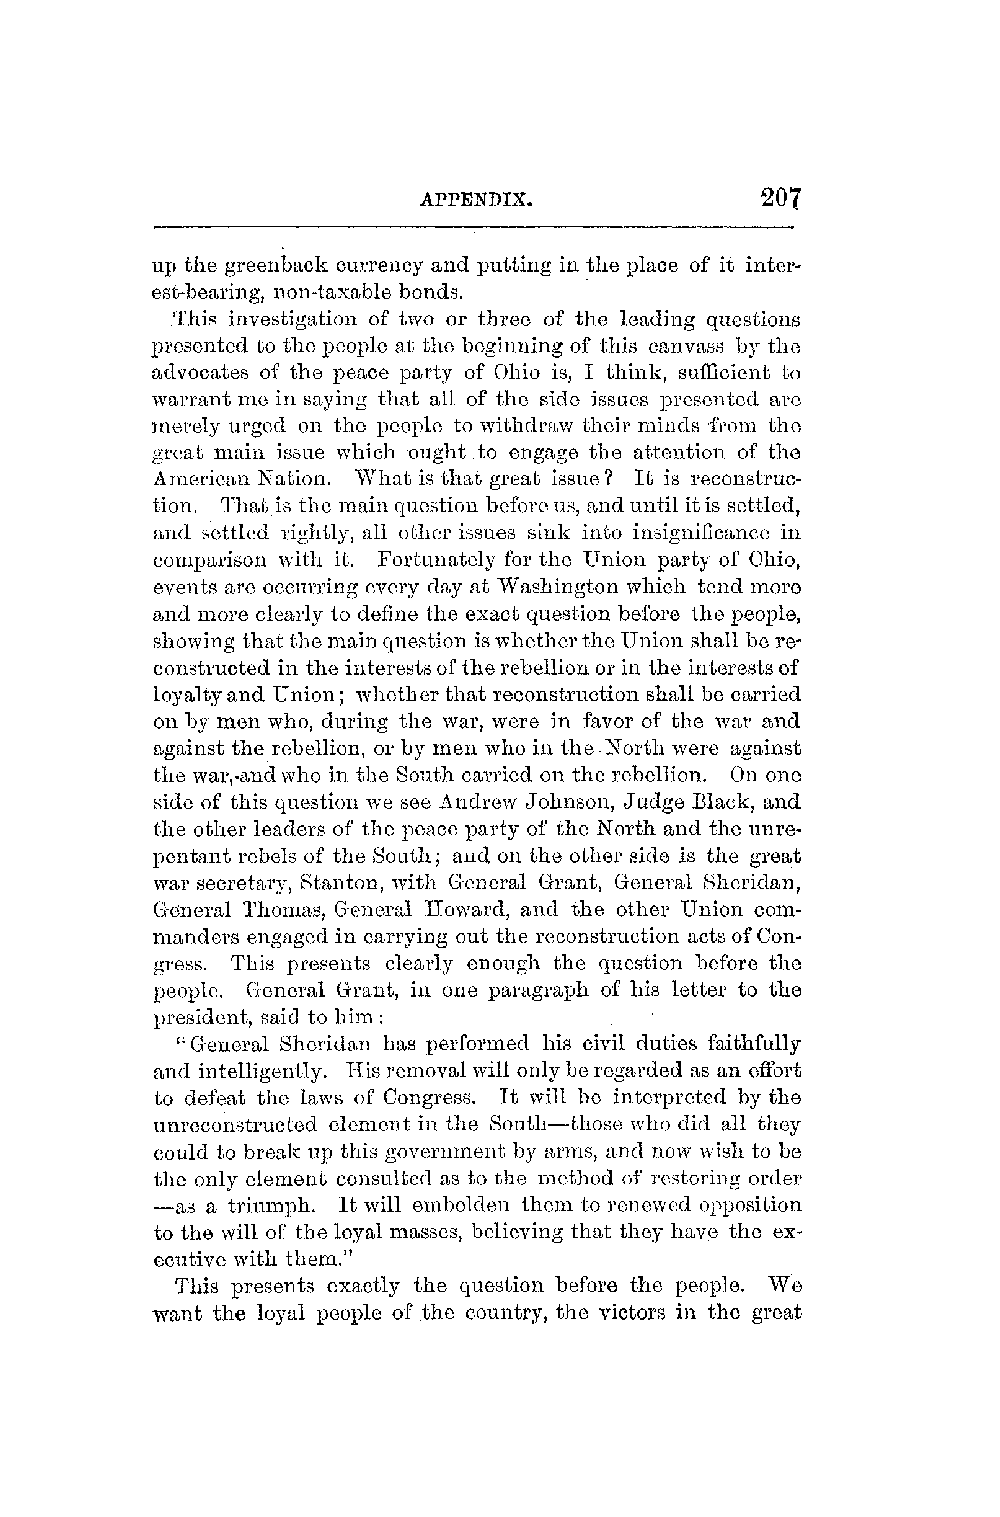 APPENDIX. 207
up the greenback currency and putting in the place of it inter-
est-bearing, non-taxable bonds.
This investigation of two or three of the leading questions
presented to the people at the beginning of this canvass by the
advocates of the peace party of Ohio is, I think, sufficient to
warrant me in saying that all of the side issues presented are
merely urged on the people to withdraw their minds from the
great main issue which ought to engage the attention of the
American Nation. What is that great issue? It is reconstruc-
tion. That is the main question before us, and until it is settled,
and settled rightly, all other issues sink into insignificance in
comparison with it. Fortunately for the Union party of Ohio,
events are occurring every day at Washington which tend more
and more clearly to define the exact question before the people,
showing that the main question is whether the Union shall be re-
constructed in the interests of the rebellion or in the interests of
loyalty and Union; whether that reconstruction shall be carried
on by men who, during the war, were in favor of the war and
against the rebellion, or by men who in the North were against
the war, and who in the South carried on the rebellion. On one
side of this question we see Andrew Johnson, Judge Black, and
the other leaders of the peace party of the North and the unre-
pentant rebels of the South; and on the other side is the great
war secretary, Stanton, with General Grant, General Sheridan,
General Thomas, General Howard, and the other Union com-
manders engaged in carrying out the reconstruction acts of Con-
gress. This presents clearly enough the question before the
people. General Grant, in one paragraph of his letter to the
president, said to him:
"General Sheridan has performed his civil duties faithfully
and intelligently. His removal will only be regarded as an effort
to defeat the laws of Congress. It will be interpreted by the
unreconstructed element in the South—those who did all they
could to break up this government by arms, and now wish to be
the only element consulted as to the method of restoring order
—as a triumph. It will embolden them to renewed opposition
to the will of the loyal masses, believing that they have the ex-
ecutive with them."
This presents exactly the question before the people. We
want the loyal people of the country, the victors in the great